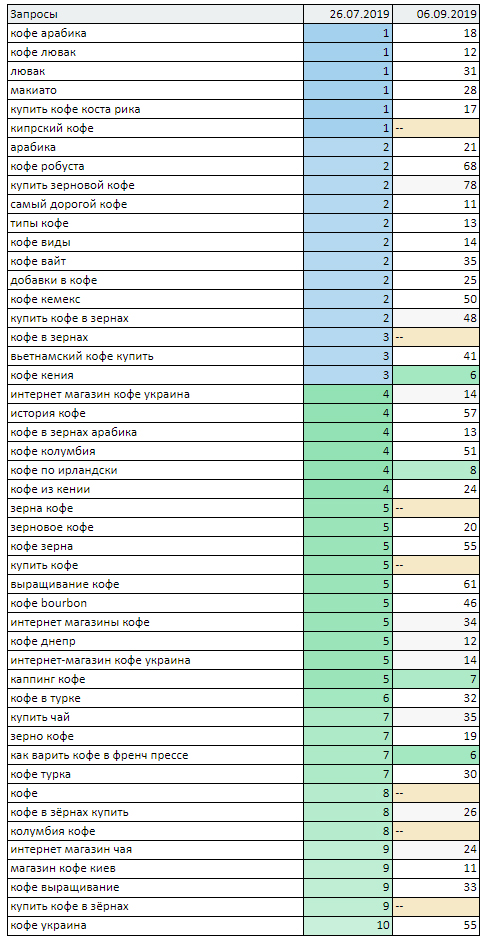 Запросы 26.07.2019 06.09.2019
кофе арабика 1 18
кофе лювак 1 12
лювак 1 31
макиато 1 28
купить кофе коста рика 1 17
кипрский кофе 1 --
арабика 2 21
кофе робуста 2 68
купить зерновой кофе 2 78
самый дорогой кофе 2 11
типы кофе 2 13
кофе виды 2 14
кофе вайт 2 35
добавки в кофе 2 25
кофе кемекс 2 50
купить кофе в зернах 2 48
кофе в зернах 3 --
вьетнамский кофе купить 3 41
кофе кения 3 6
интернет магазин кофе украина 4 14
история кофе 4 57
кофе в зернах арабика 4 13
кофе колумбия 4 51
кофе по ирландски 4 8
кофе из кении 4 24
зерна кофе 5 --
зерновое кофе 5 20
кофе зерна 5 55
купить кофе 5 --
выращивание кофе 5 61
кофе bourbon 5 46
интернет магазины кофе 5 34
кофе днепр 5 12
интернет-магазин кофе украина 5 14
каппинг кофе 5 7
кофе в турке 6 32
купить чай 7 35
зерно кофе 7 19
как варить кофе в френч прессе 7 6
кофе турка 7 30
кофе 8 --
кофе в зёрнах купить 8 26
колумбия кофе 8 --
интернет магазин чая 9 24
магазин кофе киев 9 11
кофе выращивание 9 33
купить кофе в зёрнах 9 --
кофе украина 10 55